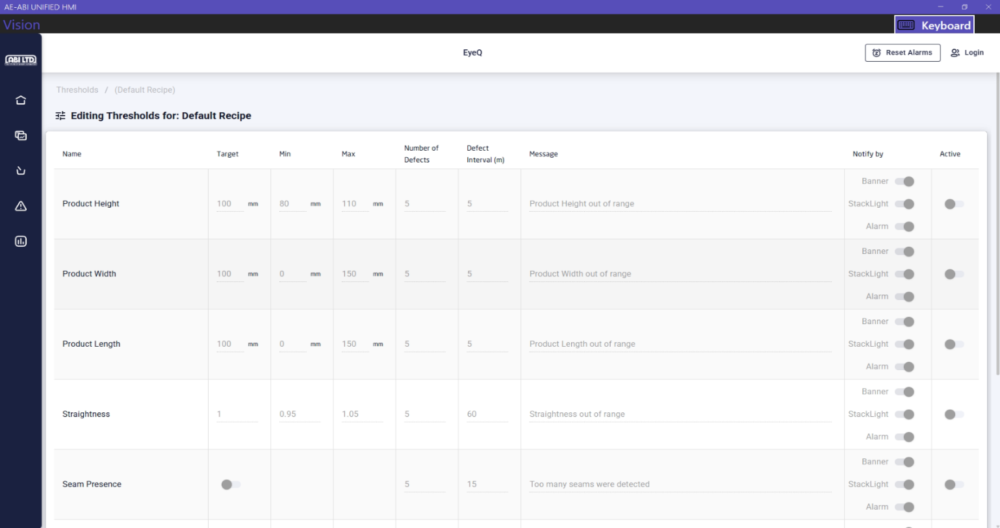 AE-ABI UNIFIED HMI
Vision
Keyboard
ABI LTD
EyeQ
Reset Alarms
Login
Thresholds / (Default Recipe)
Editing Thresholds for: Default Recipe
Name Target Min Max Number of Defects Defect Interval (m) Message Notify by Active
Product Height 100 mm 80 mm 110 mm 5 5 Product Height out of range
Banner
StackLight
Alarm
Product Width 100 mm 0 mm 150 mm 5 5 Product Width out of range
Banner
StackLight
Alarm
Product Length 100 mm 0 mm 150 mm 5 5 Product Length out of range
Banner
StackLight
Alarm
Straightness 1 0.95 1.05 5 60 Straightness out of range
Banner
StackLight
Alarm
Seam Presence 5 15 Too many seams were detected
Banner
StackLight
Alarm